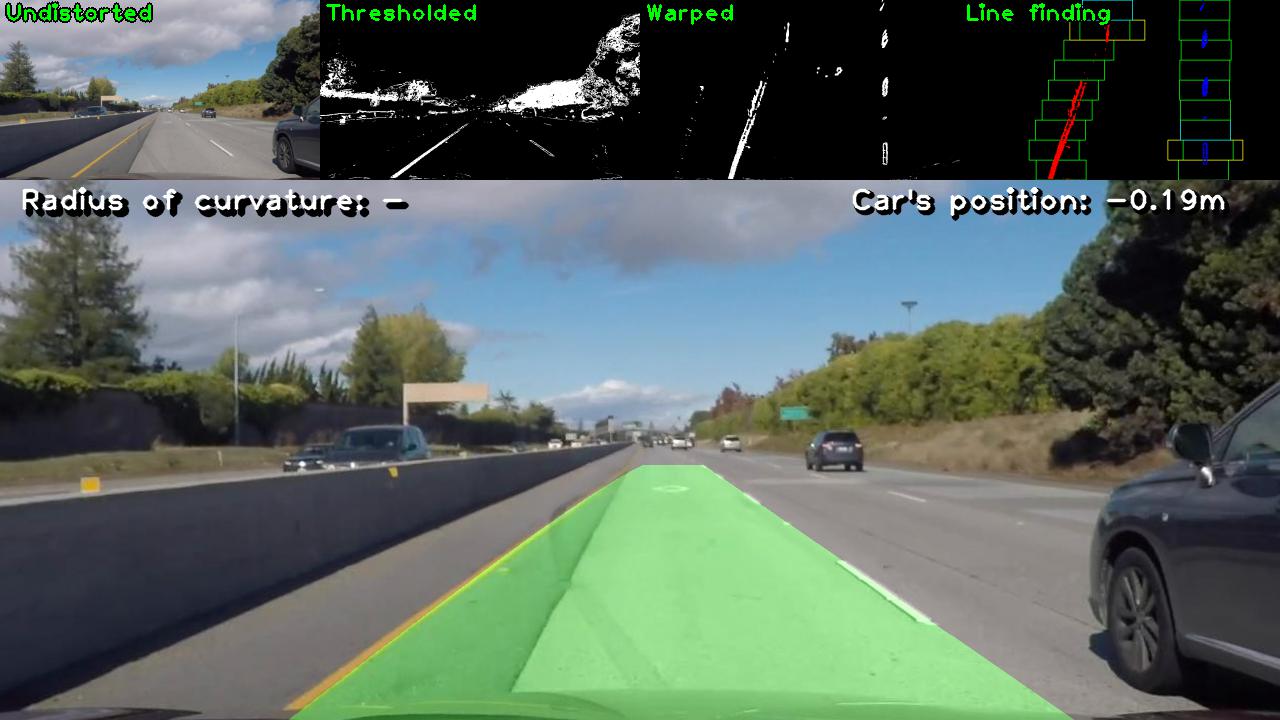 Undistorted
Thresholded
Warped
Line finding
Radius of curvature: -
Car's position: -0.19m